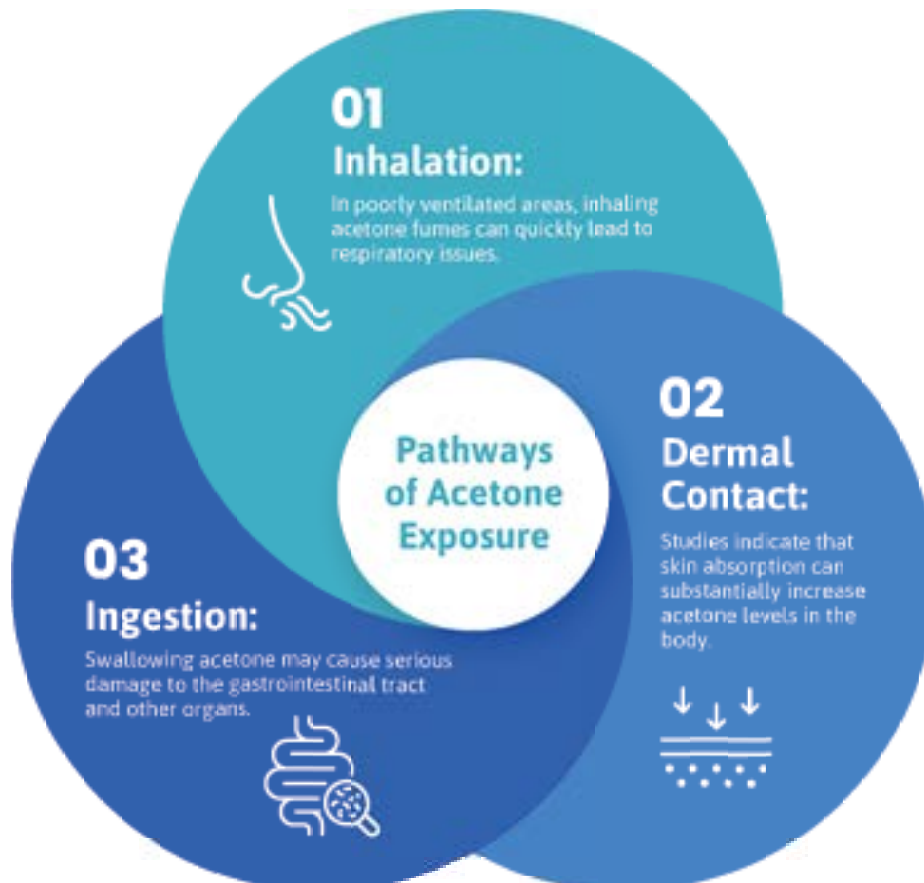 01
Inhalation:
In poorly ventilated areas, inhaling
acetone fumes can quickly lead to
respiratory issues.
Pathways
of Acetone
Exposure
02
Dermal
Contact:
Studies indicate that
skin absorption can
substantially increase
acetone levels in the
body.
03
Ingestion:
Swallowing acetone may cause serious
damage to the gastrointestinal tract
and other organs.